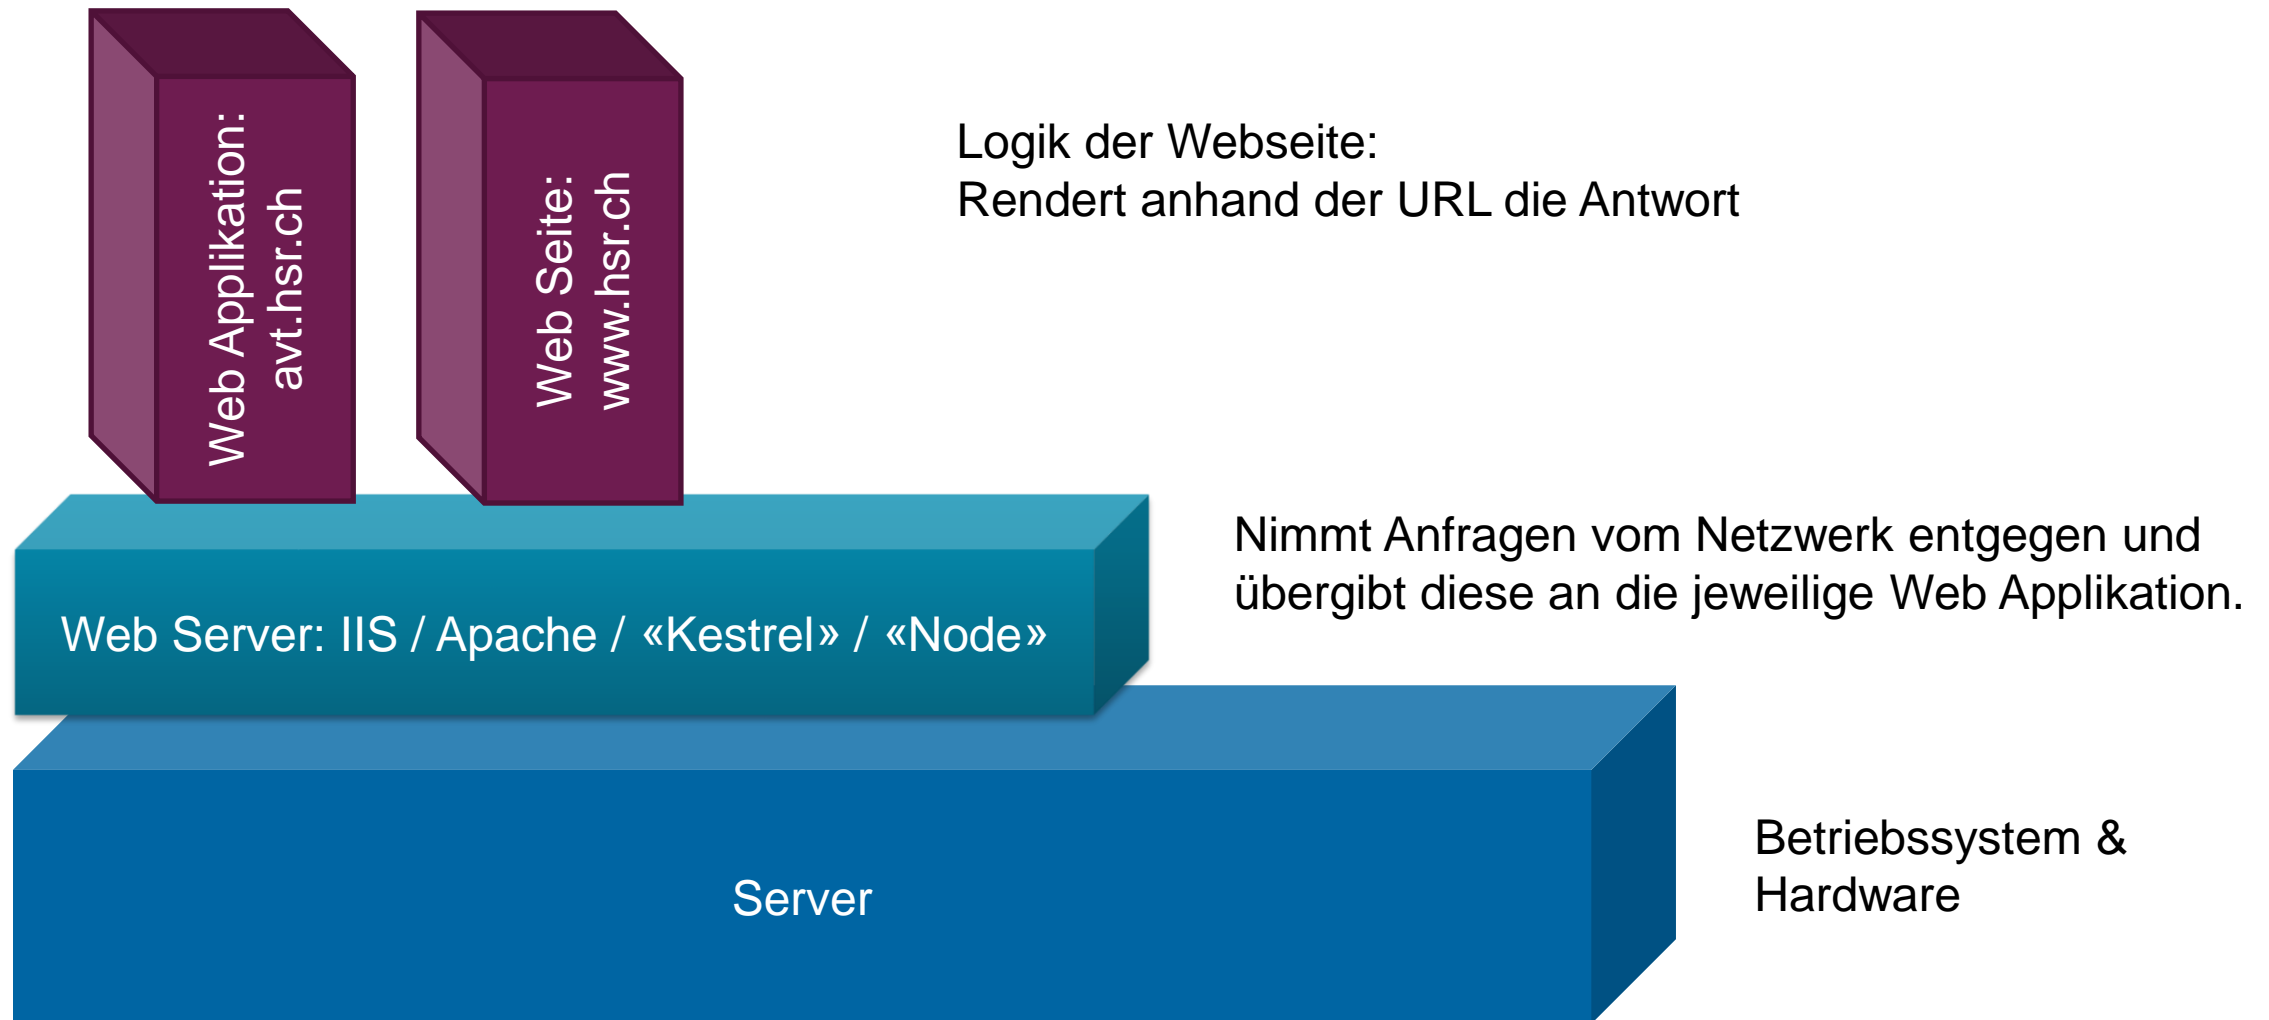 Web Applikation:
avt.hsr.ch
Web Seite:
www.hsr.ch
Logik der Webseite:
Rendert anhand der URL die Antwort
Nimmt Anfragen vom Netzwerk entgegen und
übergibt diese an die jeweilige Web Applikation.
Web Server: IIS / Apache / «Kestrel» / «Node»
Betriebssystem &
Hardware
Server